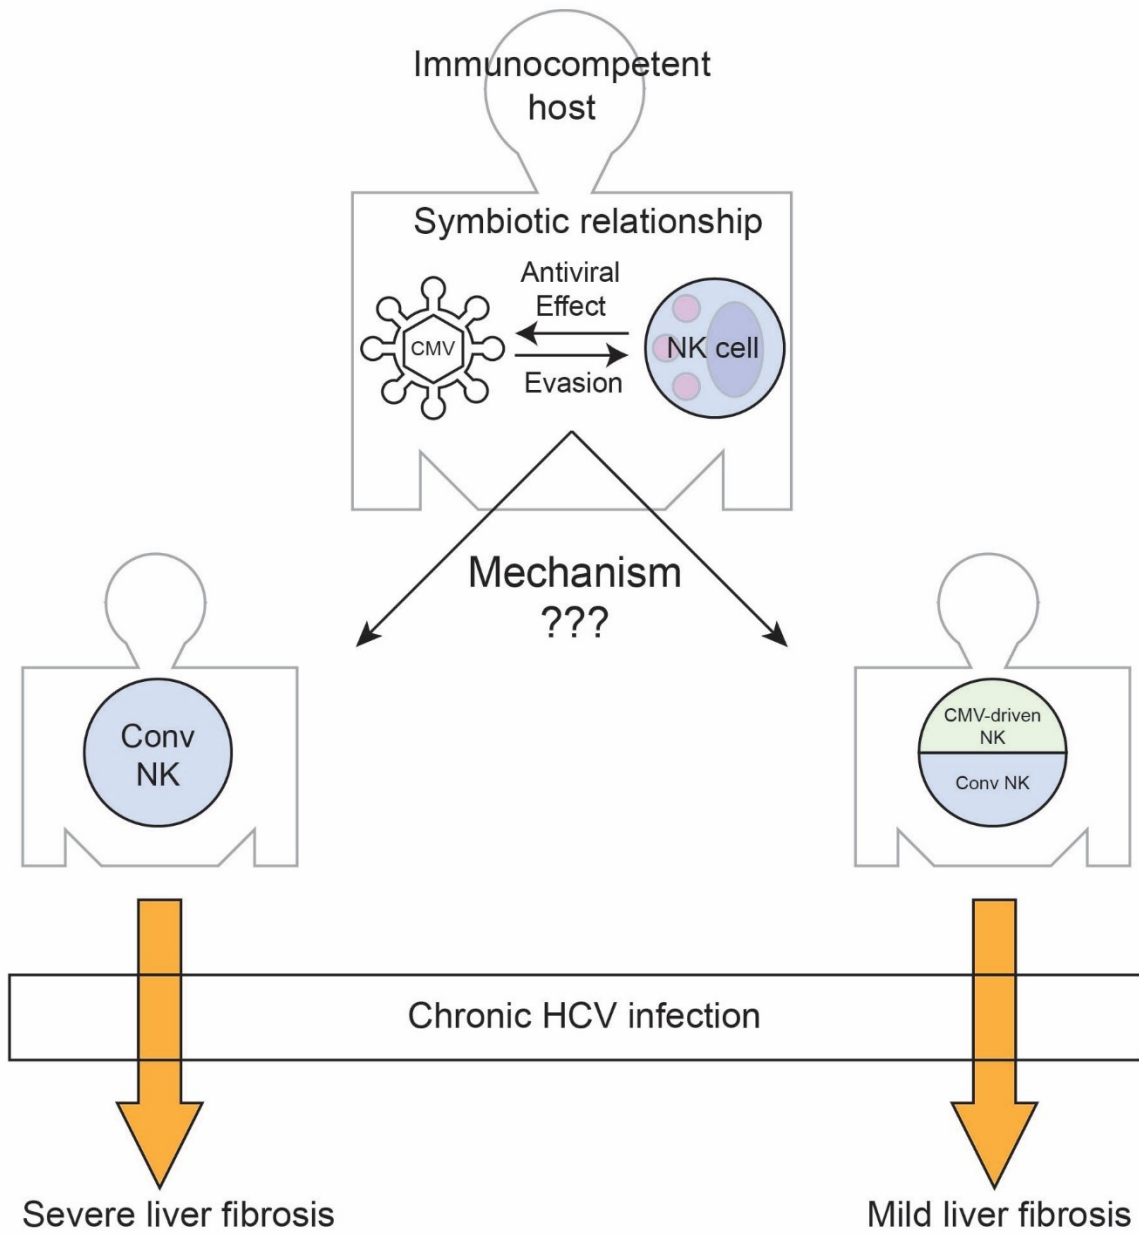 Immunocompetent
host
Symbiotic relationship
Antiviral
Effect
CMV
NK cell
Evasion
Mechanism
???
Conv
NK
CMV-driven
NK
Conv NK
Chronic HCV infection
Severe liver fibrosis
Mild liver fibrosis